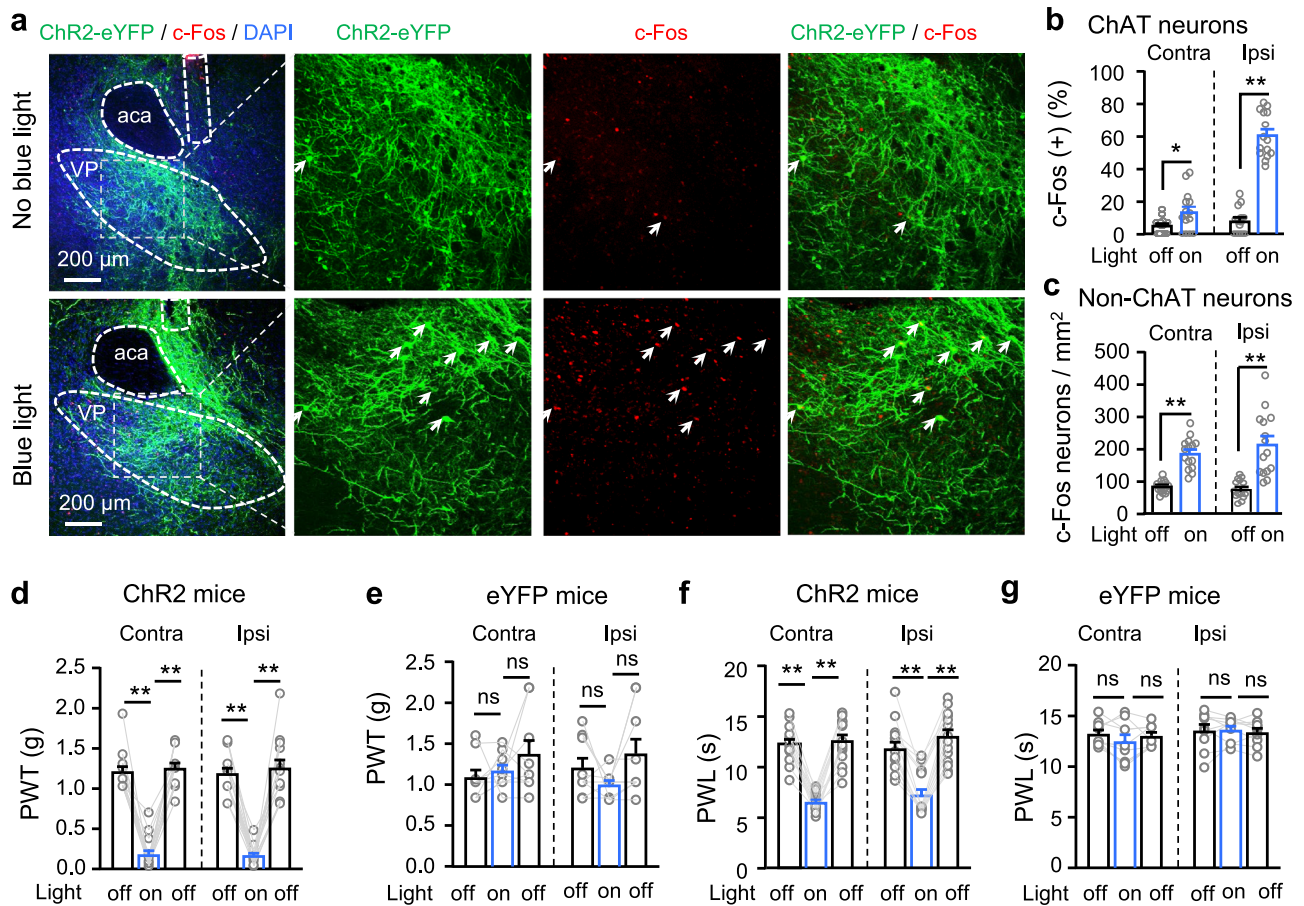 a
ChR2-eYFP / c-Fos / DAPI
ChR2-eYFP
c-Fos
ChR2-eYFP / c-Fos
No blue light
aca
VP
200 µm
Blue light
aca
VP
200 µm
b
ChAT neurons
Contra Ipsi
c-Fos (+) (%)
100
80
60
40
20
0
* **
Light off on off on
c
Non-ChAT neurons
Contra Ipsi
c-Fos neurons / mm²
500
400
300
200
100
0
** **
Light off on off on
d
ChR2 mice
Contra Ipsi
PWT (g)
2.5
2.0
1.5
1.0
0.5
0.0
** ** ** **
Light off on off off on off
e
eYFP mice
Contra Ipsi
PWT (g)
2.5
2.0
1.5
1.0
0.5
0.0
ns ns ns ns
Light off on off off on off
f
ChR2 mice
Contra Ipsi
PWL (s)
20
15
10
5
0
** ** ** **
Light off on off off on off
g
eYFP mice
Contra Ipsi
PWL (s)
20
15
10
5
0
ns ns ns ns
Light off on off off on off